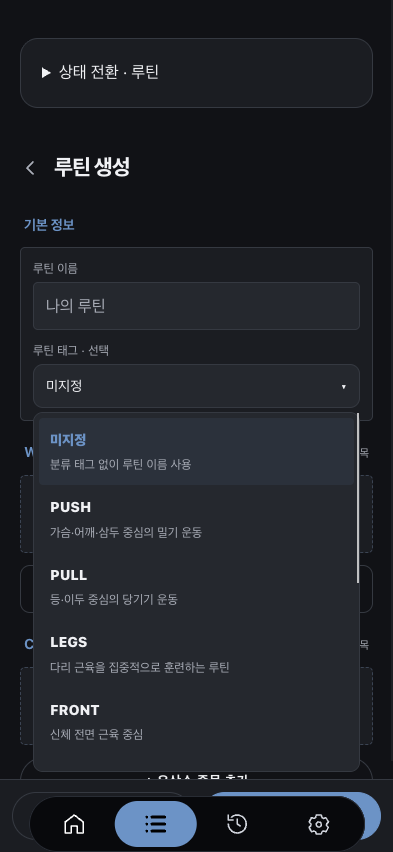 ▶ 상태 전환 · 루틴
루틴 생성
기본 정보
루틴 이름
나의 루틴
루틴 태그 · 선택
미지정
미지정
분류 태그 없이 루틴 이름 사용
PUSH
가슴·어깨·삼두 중심의 밀기 운동
PULL
등·이두 중심의 당기기 운동
LEGS
다리 근육을 집중적으로 훈련하는 루틴
FRONT
신체 전면 근육 중심